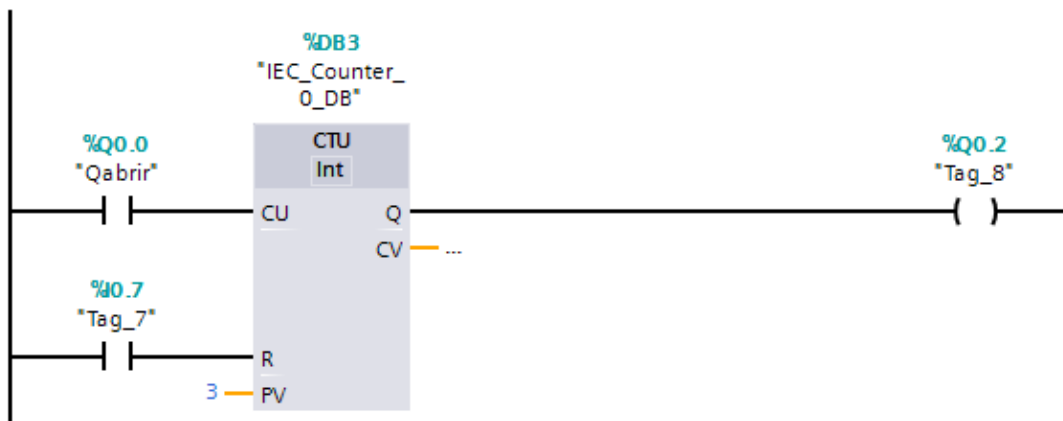 %DB3
"IEC_Counter_
0_DB"
%Q0.0
"Qabrir"
CTU
Int
%Q0.2
"Tag_8"
CU
Q
CV
...
%I0.7
"Tag_7"
R
3
PV